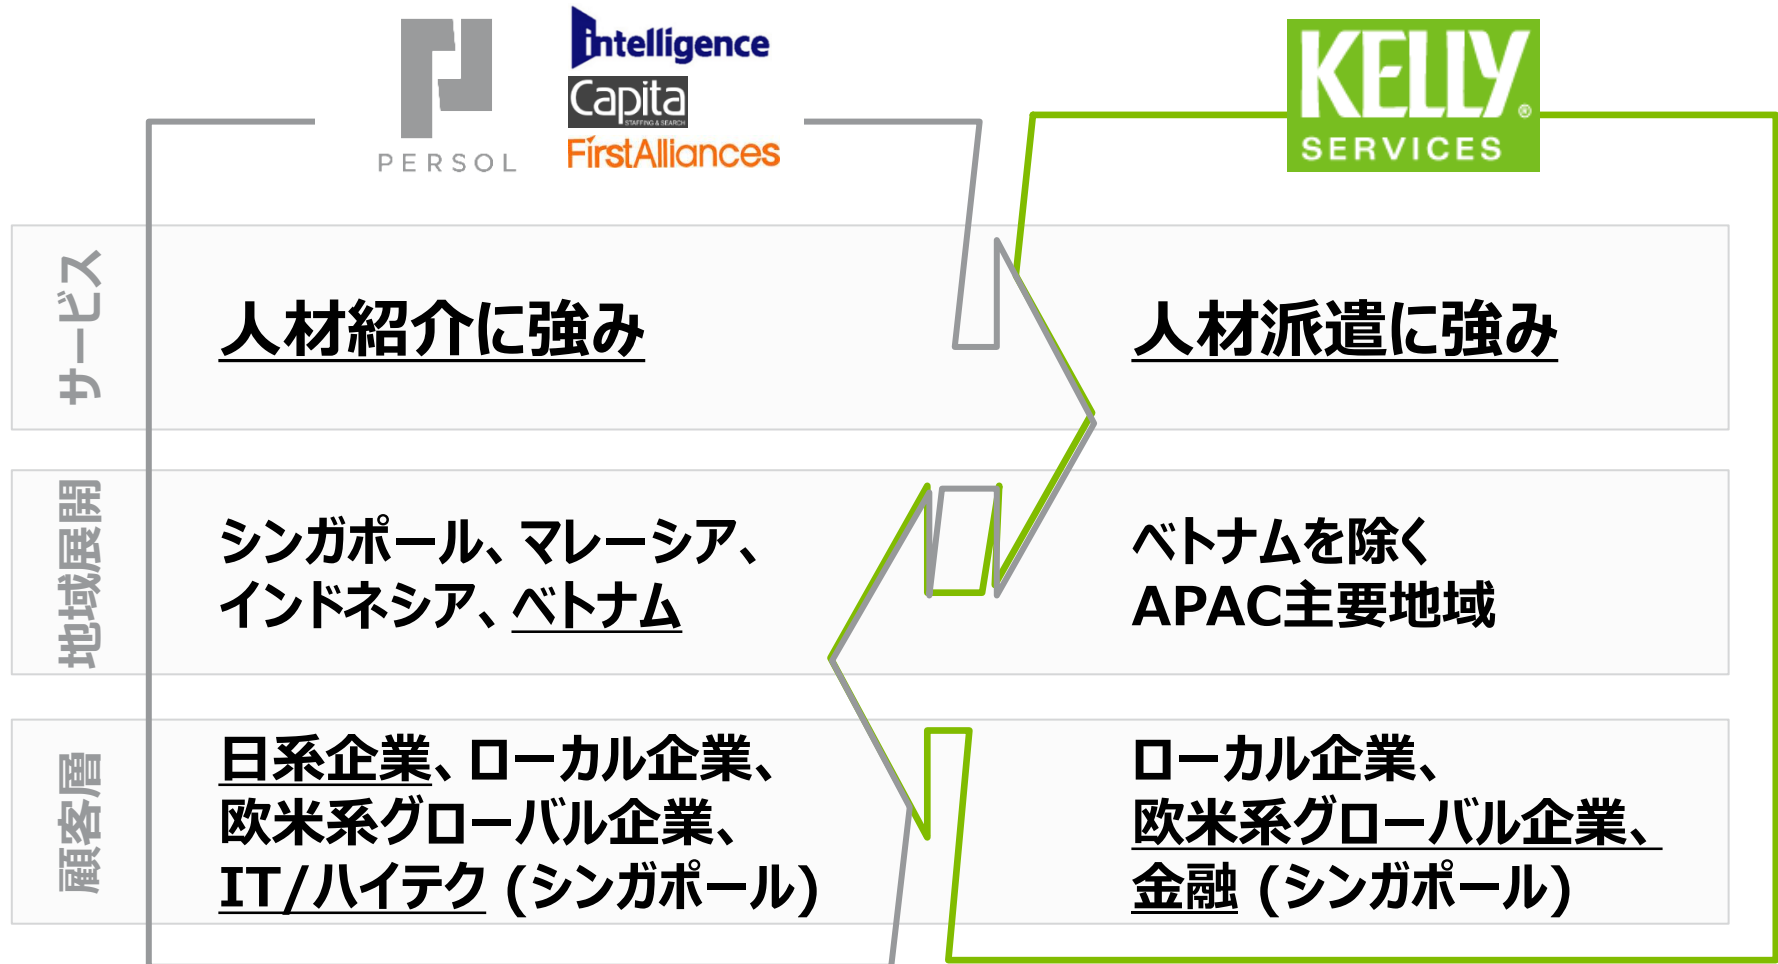 PERSOL
intelligence
Capita
STAFFING & SEARCH
FirstAlliances
KELLY®
SERVICES
サービス
人材紹介に強み
人材派遣に強み
地域展開
シンガポール、マレーシア、
インドネシア、ベトナム
ベトナムを除く
APAC主要地域
顧客層
日系企業、ローカル企業、
欧米系グローバル企業、
IT/ハイテク (シンガポール)
ローカル企業、
欧米系グローバル企業、
金融 (シンガポール)